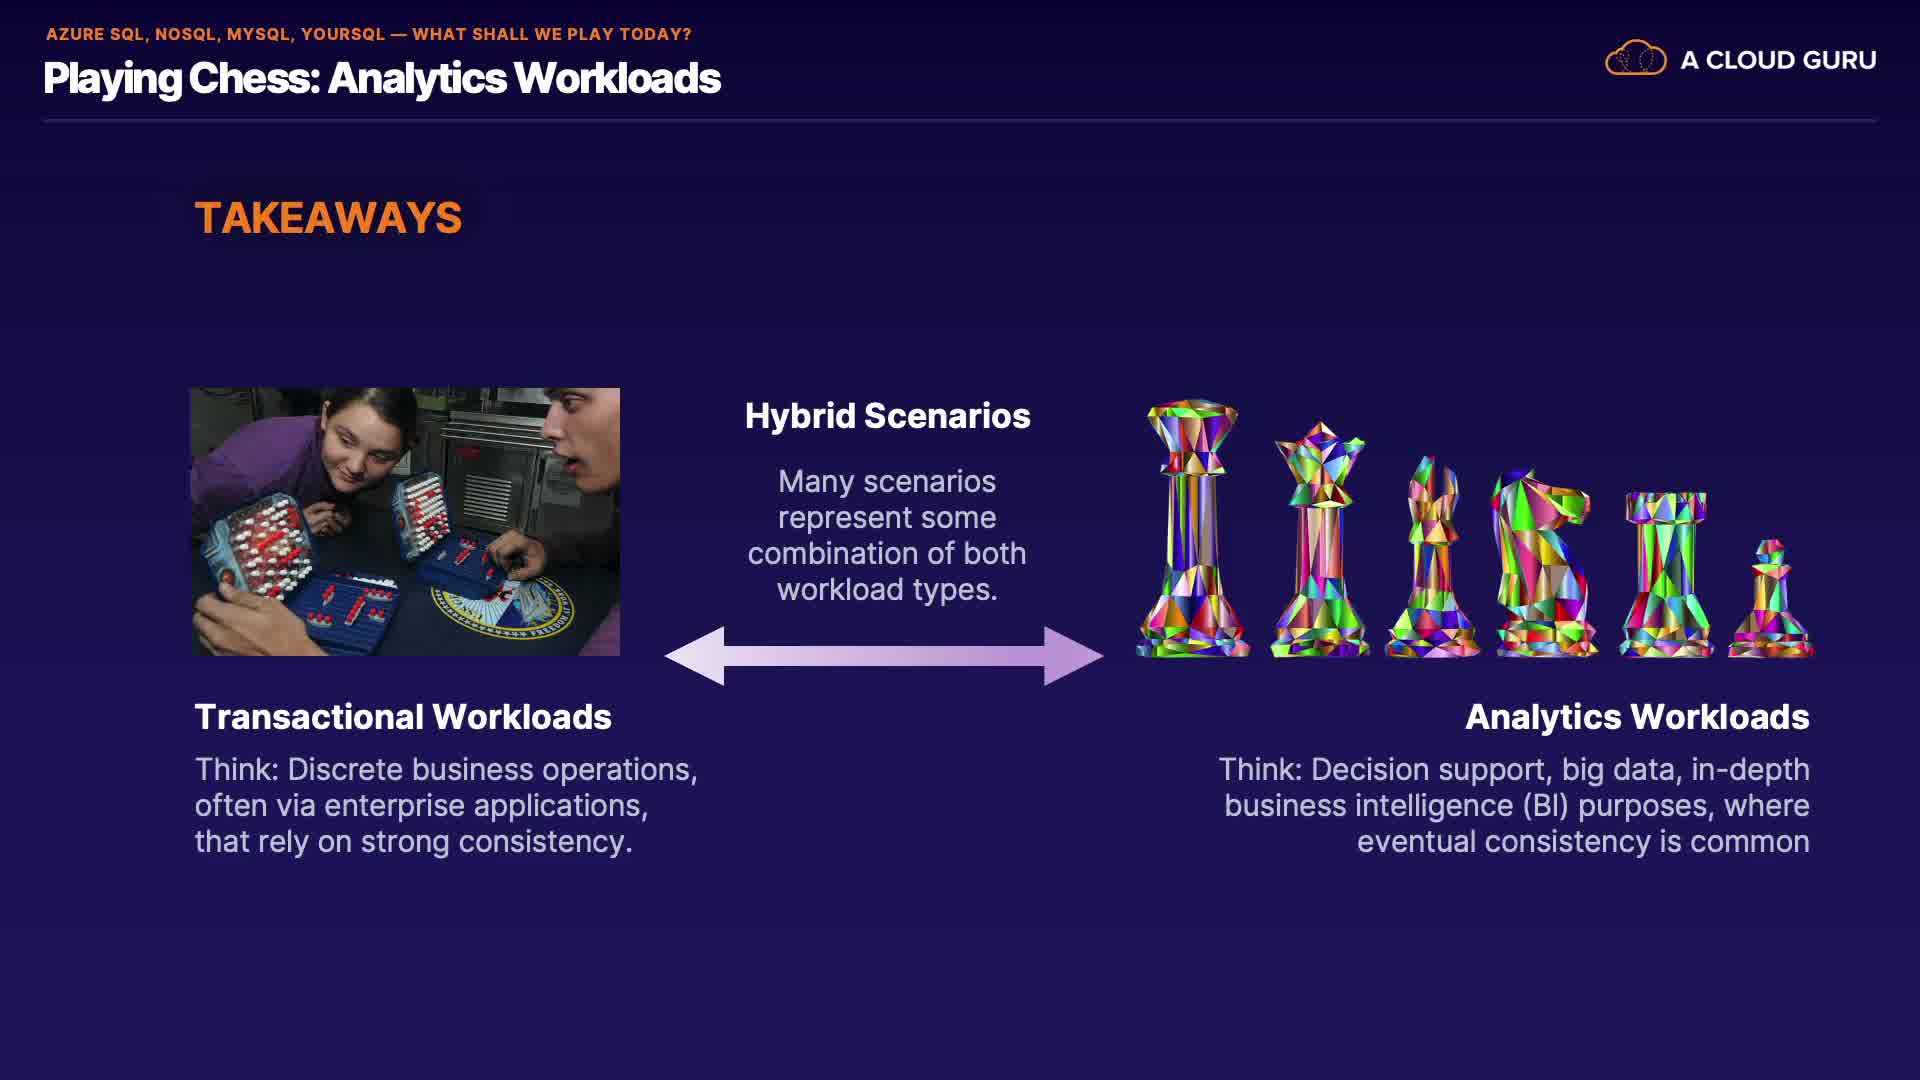 AZURE SQL, NOSQL, MYSQL, YOURSQL — WHAT SHALL WE PLAY TODAY?
Playing Chess: Analytics Workloads
A CLOUD GURU
TAKEAWAYS
Hybrid Scenarios
Many scenarios
represent some
combination of both
workload types.
Transactional Workloads
Think: Discrete business operations,
often via enterprise applications,
that rely on strong consistency.
Analytics Workloads
Think: Decision support, big data, in-depth
business intelligence (BI) purposes, where
eventual consistency is common